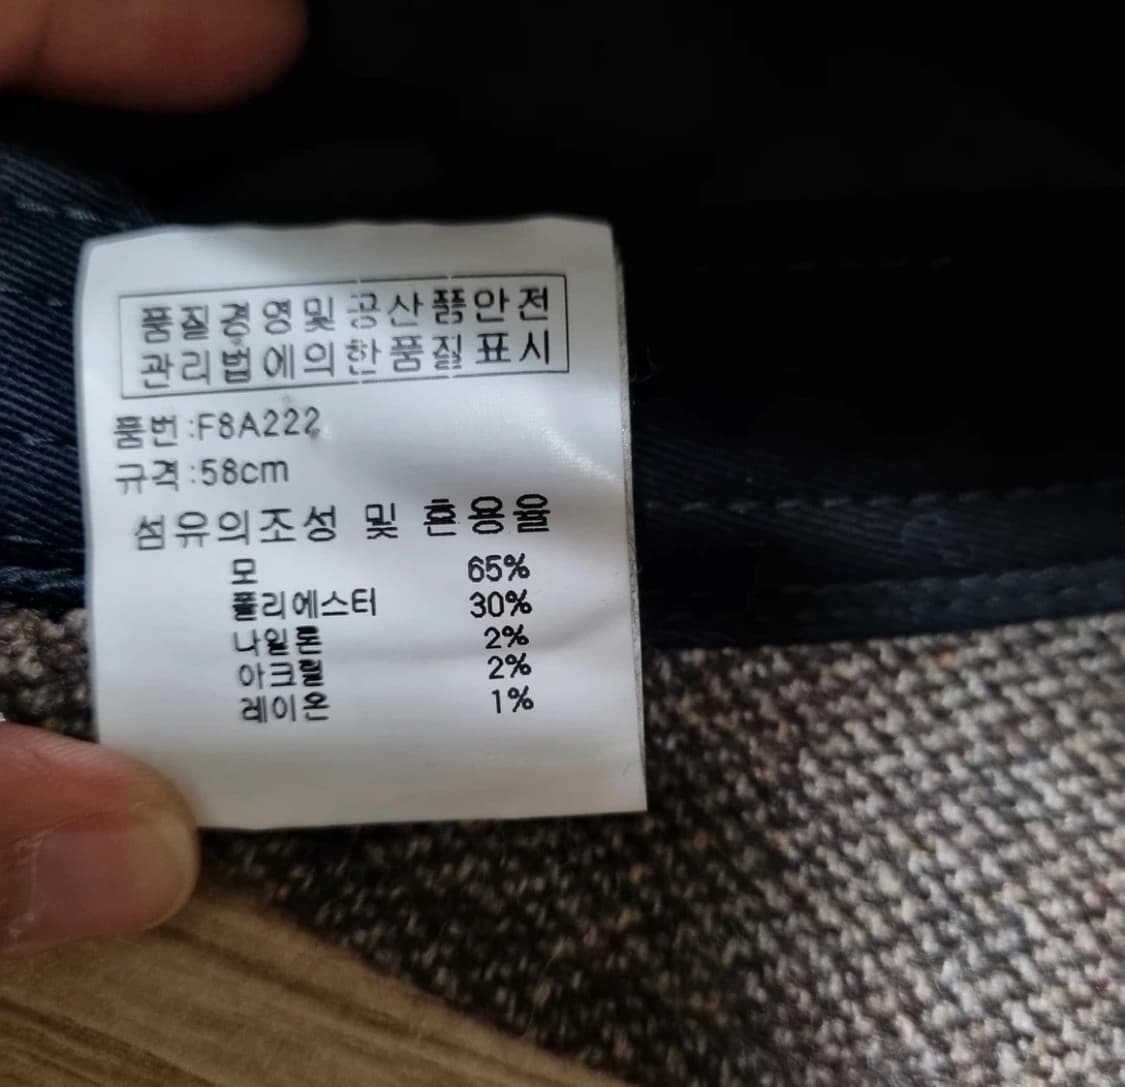 품질경영및공산품안전
관리법에의한품질표시
품번:F8A222
규격:58cm
섬유의조성 및 혼용율
모 65%
폴리에스터 30%
나일론 2%
아크릴 2%
레이온 1%